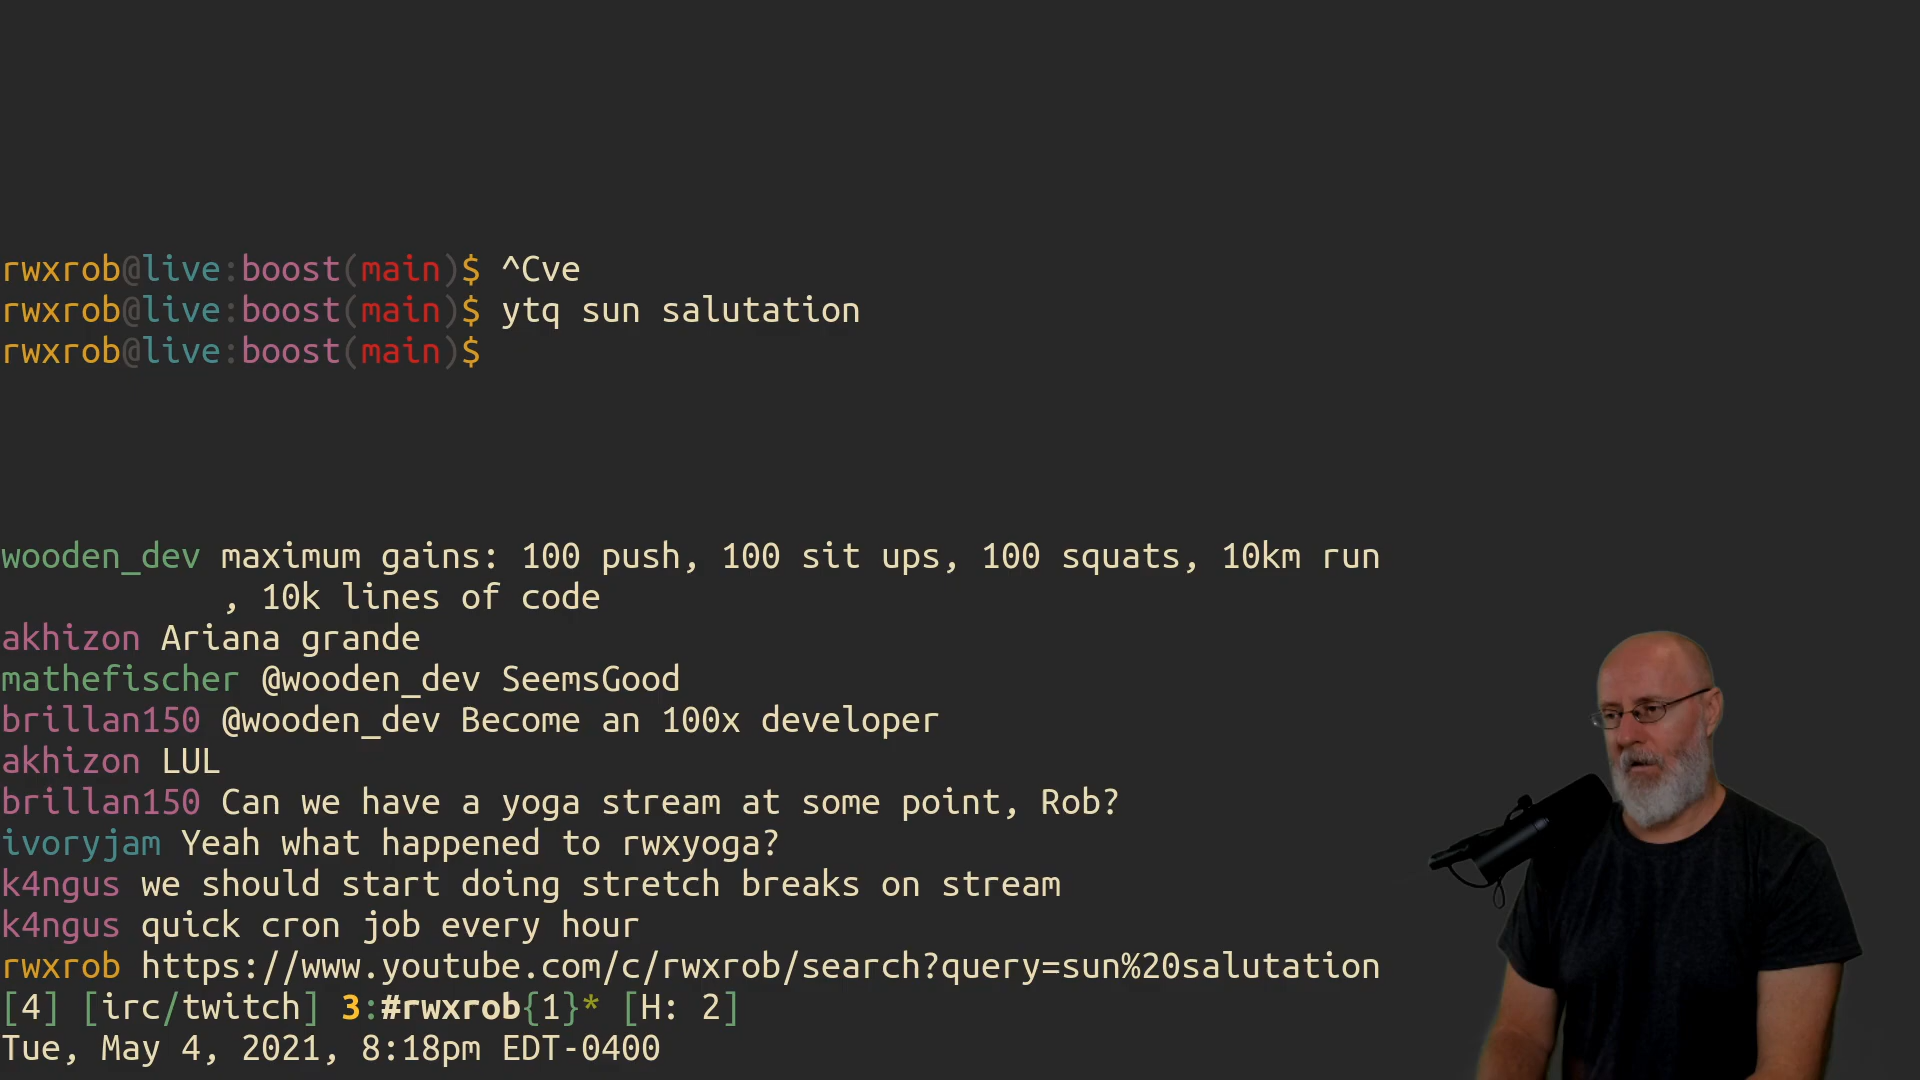 rwxrob@live:boost(main)$ ^Cve
rwxrob@live:boost(main)$ ytq sun salutation
rwxrob@live:boost(main)$
wooden_dev maximum gains: 100 push, 100 sit ups, 100 squats, 10km run
, 10k lines of code
akhizon Ariana grande
mathefischer @wooden_dev SeemsGood
brillan150 @wooden_dev Become an 100x developer
akhizon LUL
brillan150 Can we have a yoga stream at some point, Rob?
ivoryjam Yeah what happened to rwxyoga?
k4ngus we should start doing stretch breaks on stream
k4ngus quick cron job every hour
rwxrob https://www.youtube.com/c/rwxrob/search?query=sun%20salutation
[4] [irc/twitch] 3:#rwxrob{1}* [H: 2]
Tue, May 4, 2021, 8:18pm EDT-0400